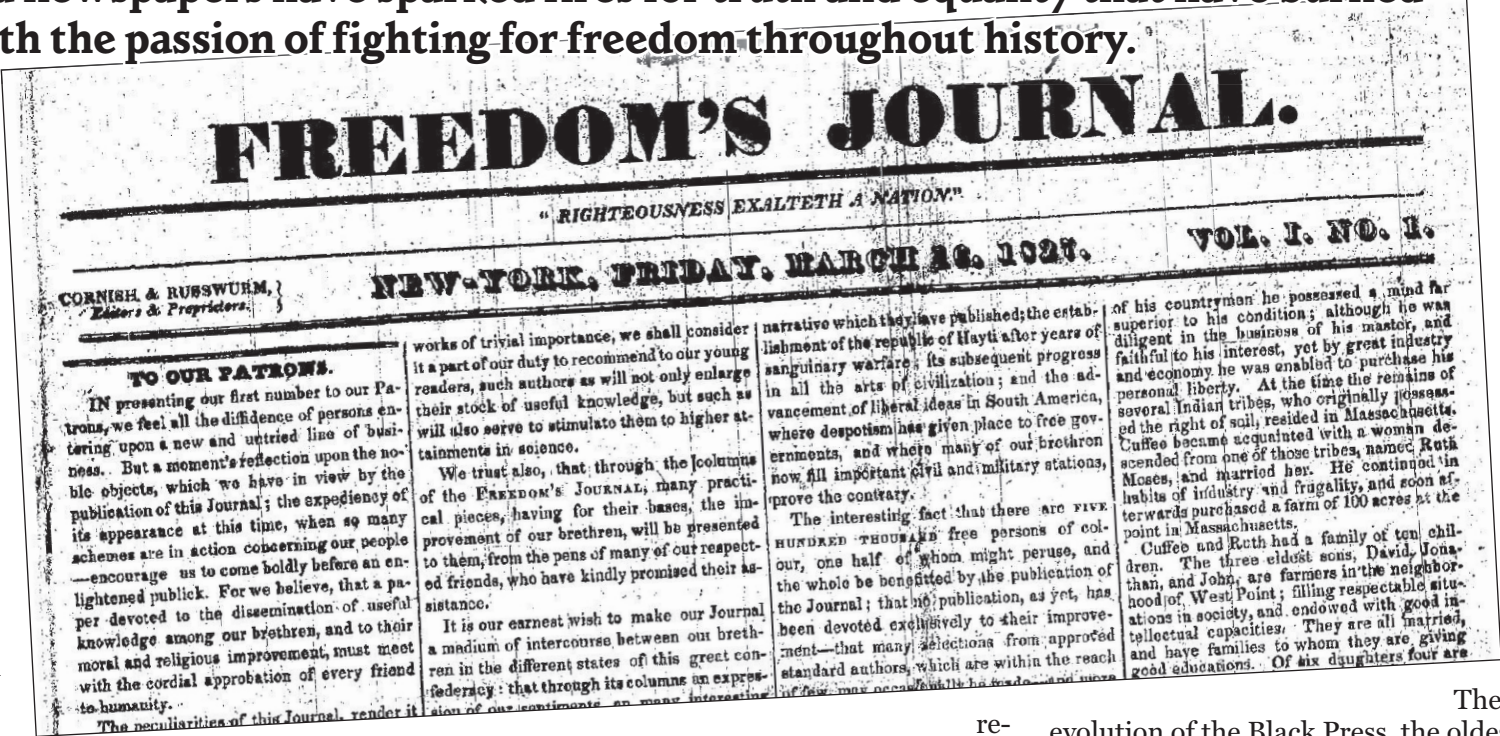 newspapers have sparked fires for truth and equality that have burned
th the passion of fighting for freedom throughout history.
FREEDOM'S JOURNAL.
“ RIGHTEOUSNESS EXALTETH A NATION.”
CORNISH & RUSSWURM, }
Editors & Proprietors. }
NEW-YORK, FRIDAY, MARCH 16, 1827.
VOL. I. NO. 1.
TO OUR PATRONS.
IN presenting our first number to our Pa-
trons, we feel all the diffidence of persons en-
tering upon a new and untried line of busi-
ness. But a moment's reflection upon the no-
ble objects, which we have in view by the
publication of this Journal; the expediency of
its appearance at this time, when so many
schemes are in action concerning our people
—encourage us to come boldly before an en-
lightened publick. For we believe, that a pa-
per devoted to the dissemination of useful
knowledge among our brethren, and to their
moral and religious improvement, must meet
with the cordial approbation of every friend
to humanity.
The peculiarities of this Journal, render it
works of trivial importance, we shall consider
it a part of our duty to recommend to our young
readers, such authors as will not only enlarge
their stock of useful knowledge, but such as
will also serve to stimulate them to higher at-
tainments in science.
We trust also, that through the columns
of the FREEDOM'S JOURNAL, many practi-
cal pieces, having for their bases, the im-
provement of our brethren, will be presented
to them, from the pens of many of our respect-
ed friends, who have kindly promised their as-
sistance.
It is our earnest wish to make our Journal
a medium of intercourse between our breth-
ren in the different states of this great con-
federacy: that through its columns an expres-
sion of our sentiments, on many interesting
narrative which they have published; the estab-
lishment of the republic of Hayti after years of
sanguinary warfare; its subsequent progress
in all the arts of civilization; and the ad-
vancement of liberal ideas in South America,
where despotism has given place to free gov-
ernments, and where many of our brethren
now fill important civil and military stations,
prove the contrary.
The interesting fact that there are FIVE
HUNDRED THOUSAND free persons of col-
our, one half of whom might peruse, and
the whole be benefitted by the publication of
the Journal; that no publication, as yet, has
been devoted exclusively to their improve-
ment—that many selections from approved
standard authors, which are within the reach
of few, may occasionally be made—and more
of his countrymen he possessed a mind far
superior to his condition; although he was
diligent in the business of his master, and
faithful to his interest, yet by great industry
and economy he was enabled to purchase his
personal liberty. At the time the remains of
several Indian tribes, who originally possess-
ed the right of soil, resided in Massachusetts.
Cuffee became acquainted with a woman de-
scended from one of those tribes, named Ruth
Moses, and married her. He continued in
habits of industry and frugality, and soon af-
terwards purchased a farm of 100 acres at the
point in Massachusetts.
Cuffee and Ruth had a family of ten chil-
dren. The three eldest sons, David, Jona-
than, and John, are farmers in the neighbor-
hood of West Point; filling respectable situ-
ations in society, and endowed with good in-
tellectual capacities. They are all married,
and have families to whom they are giving
good educations. Of six daughters four are
re-
The
evolution of the Black Press, the olde